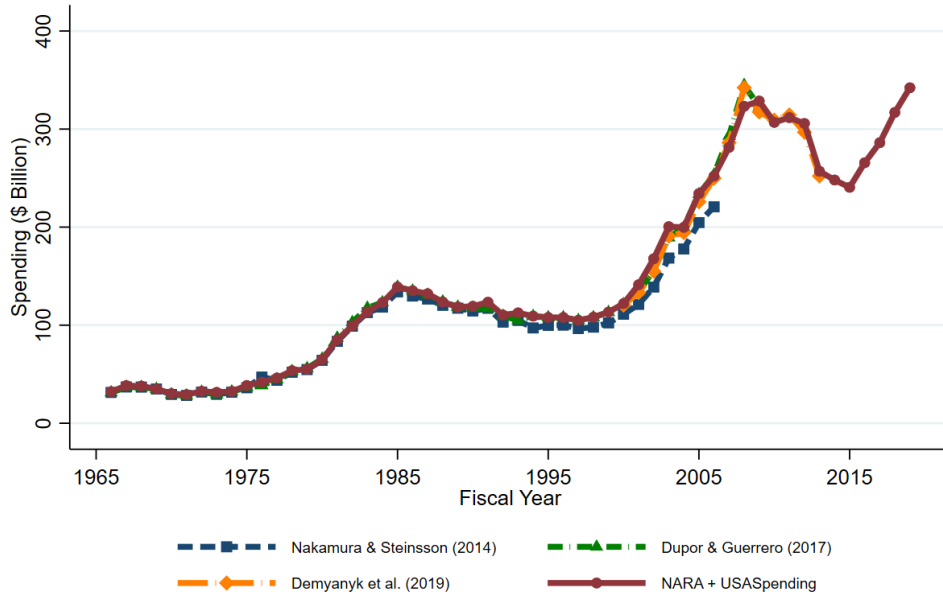 400
300
200
100
0
Spending ($ Billion)
1965 1975 1985 1995 2005 2015
Fiscal Year
Nakamura & Steinsson (2014) Dupor & Guerrero (2017)
Demyanyk et al. (2019) NARA + USASpending